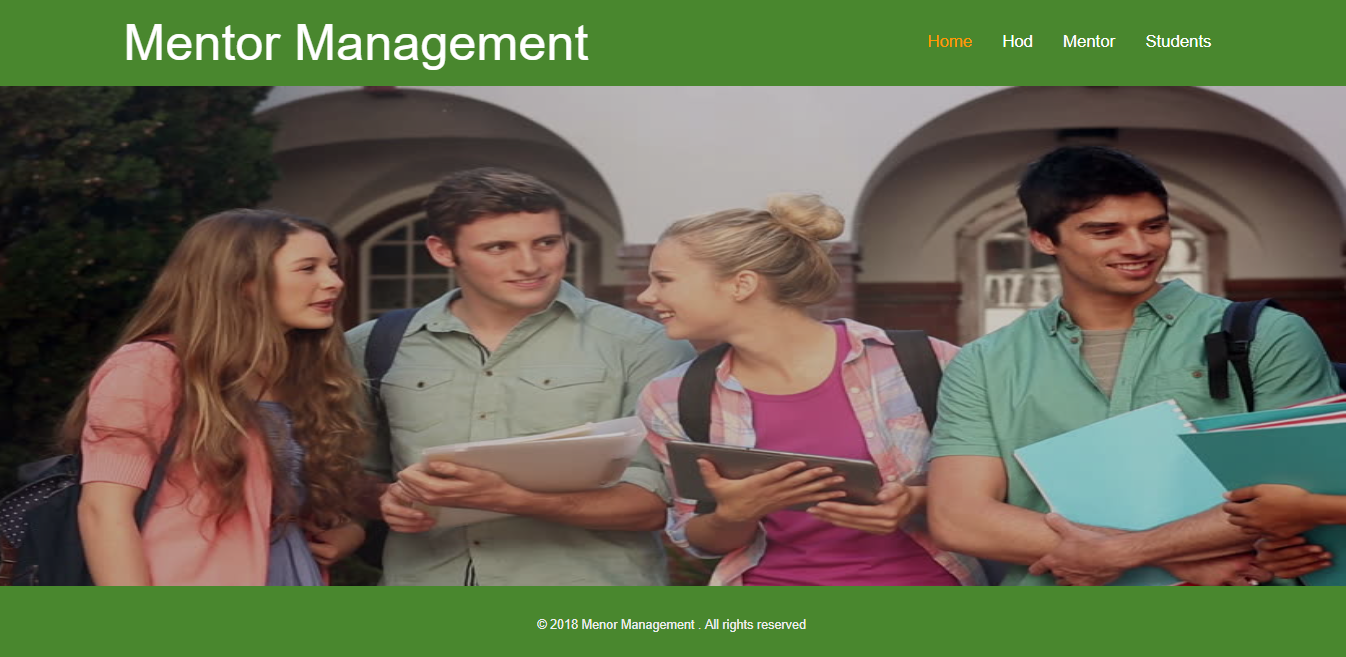 Mentor Management
Home Hod Mentor Students
© 2018 Menor Management . All rights reserved